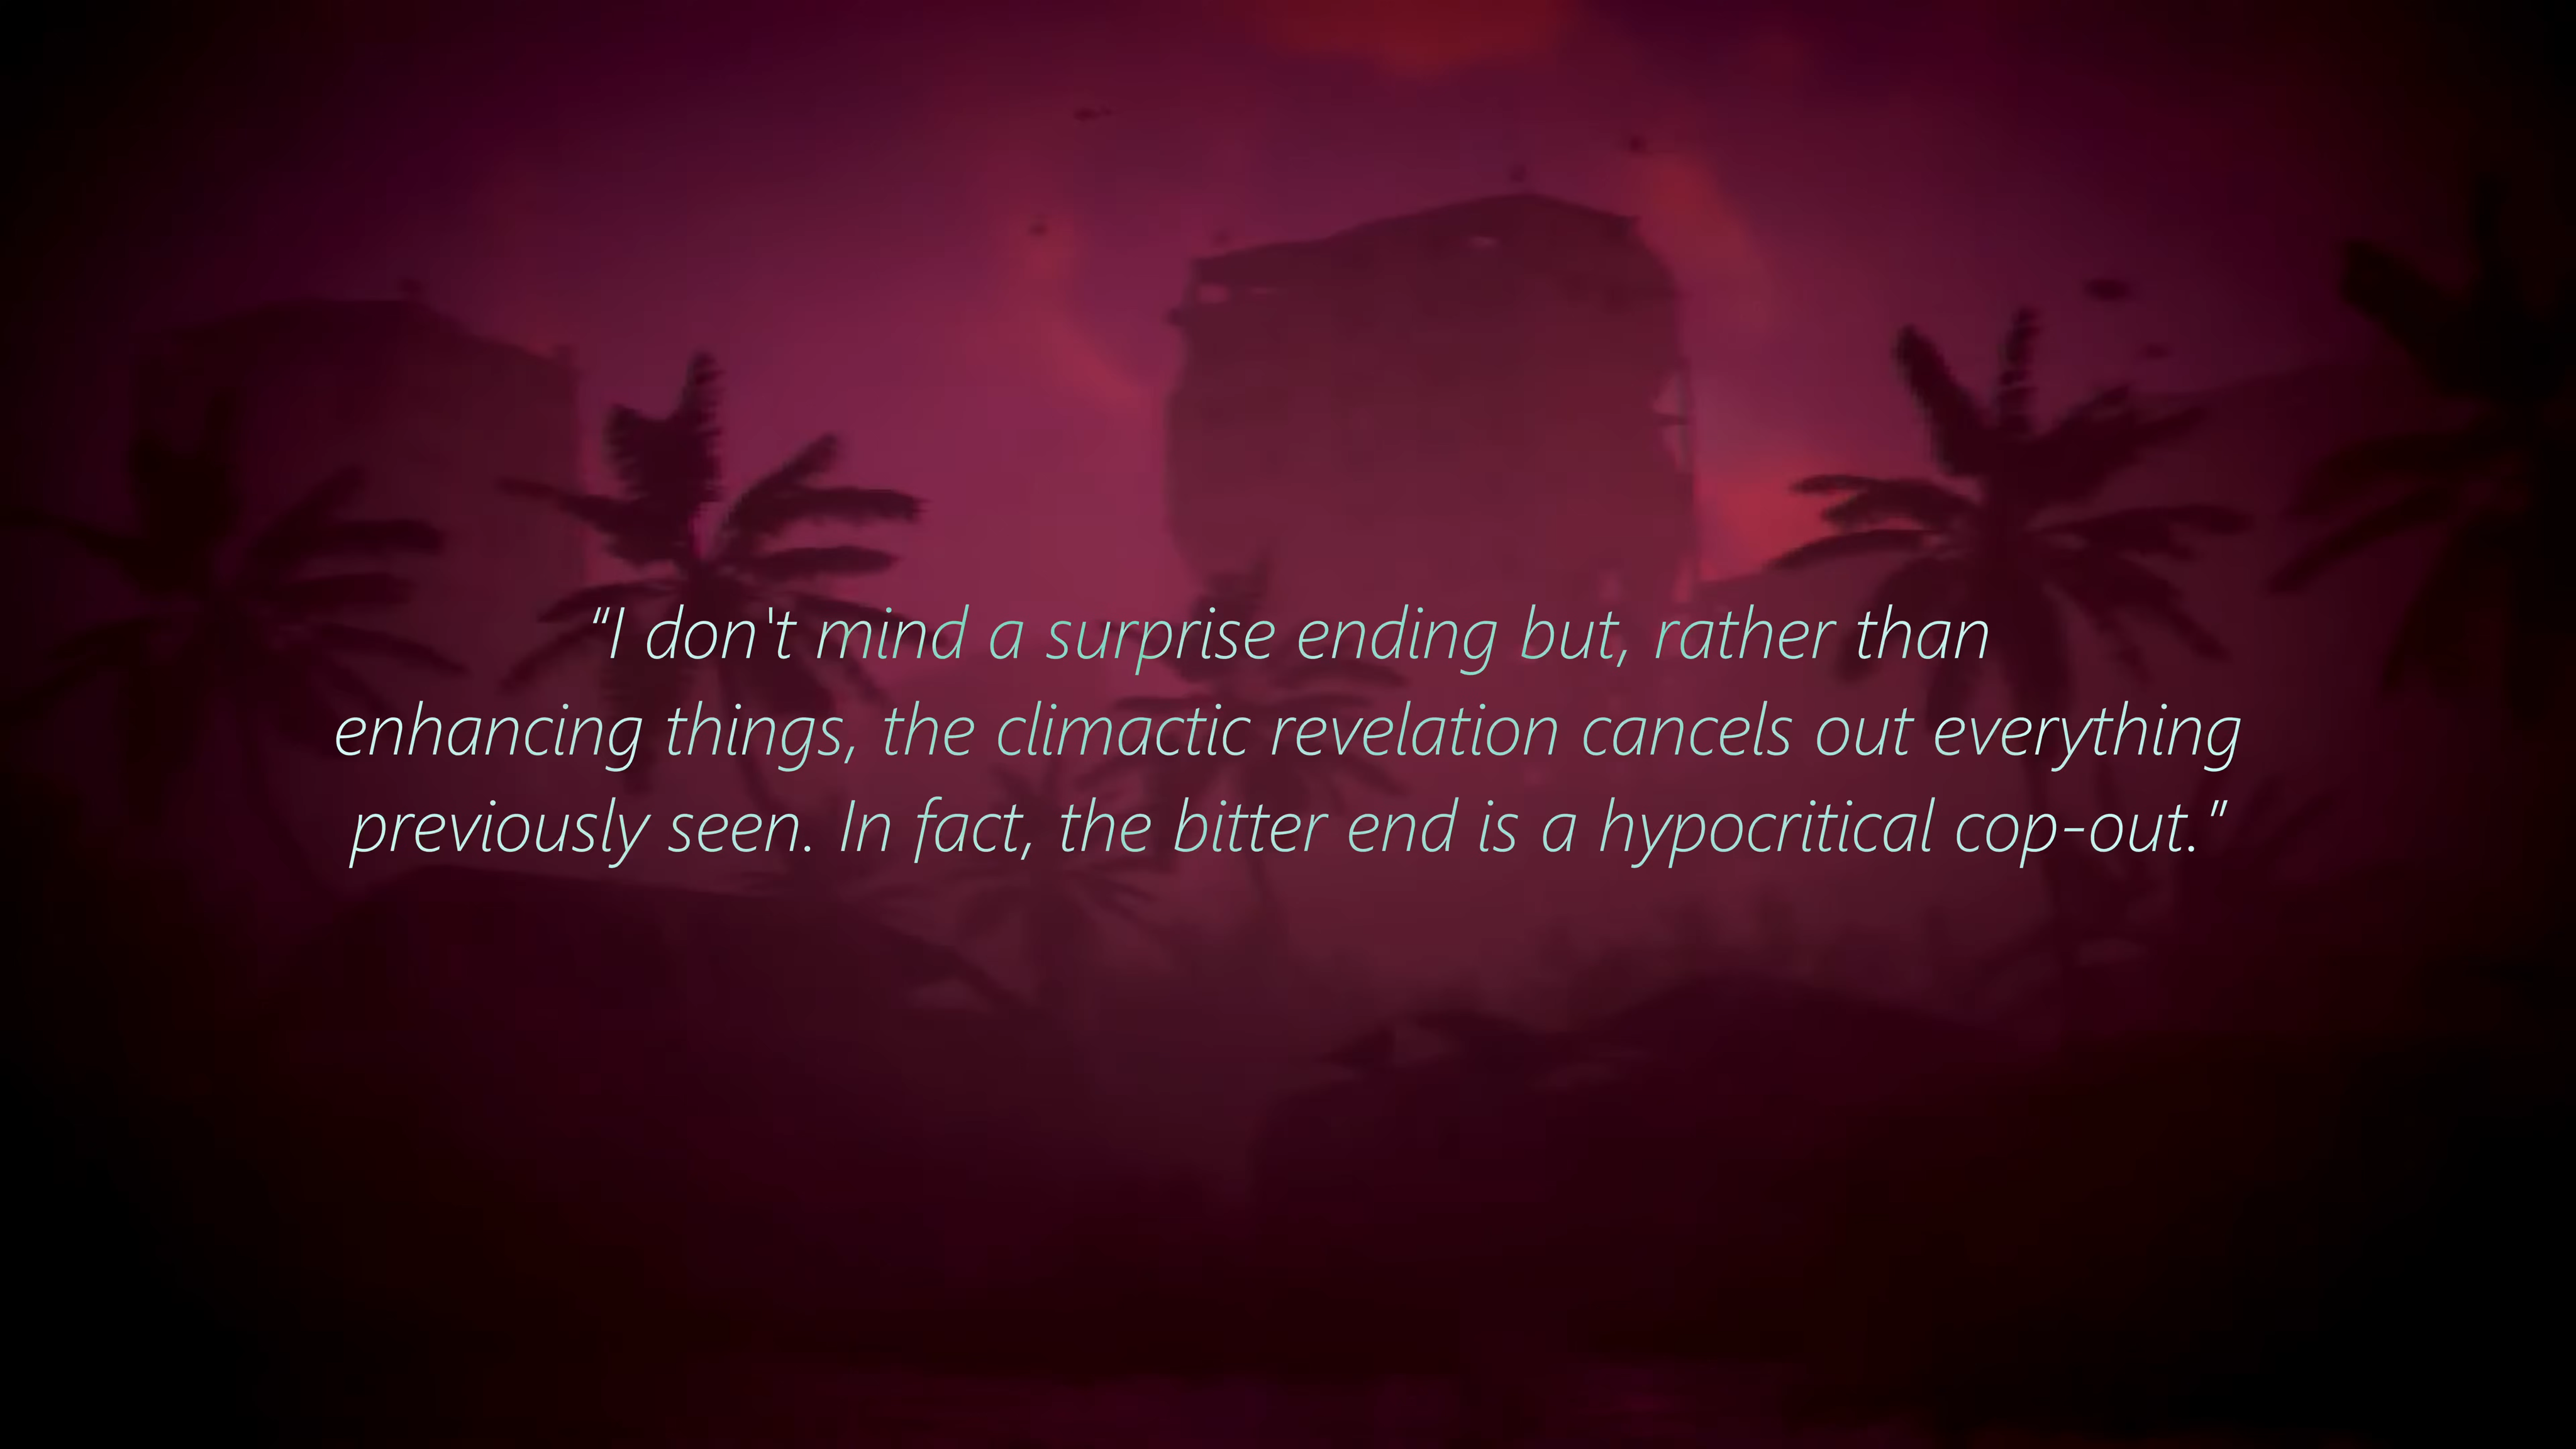 “I don't mind a surprise ending but, rather than
enhancing things, the climactic revelation cancels out everything
previously seen. In fact, the bitter end is a hypocritical cop-out.”